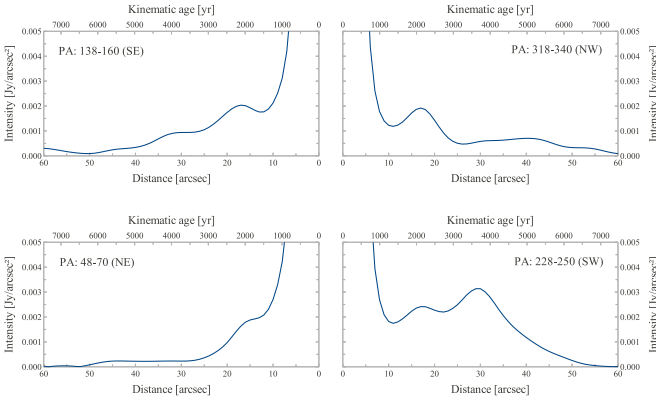 Kinematic age [yr] Kinematic age [yr]
7000 6000 5000 4000 3000 2000 1000 0 0 1000 2000 3000 4000 5000 6000 7000
0.005 0.005
PA: 138-160 (SE) PA: 318-340 (NW)
0.004 0.004
0.003 0.003
Intensity [Jy/arcsec²] Intensity [Jy/arcsec²]
0.002 0.002
0.001 0.001
0.000 0.000
60 50 40 30 20 10 0 0 10 20 30 40 50 60
Distance [arcsec] Distance [arcsec]
Kinematic age [yr] Kinematic age [yr]
7000 6000 5000 4000 3000 2000 1000 0 0 1000 2000 3000 4000 5000 6000 7000
0.005 0.005
PA: 48-70 (NE) PA: 228-250 (SW)
0.004 0.004
0.003 0.003
Intensity [Jy/arcsec²] Intensity [Jy/arcsec²]
0.002 0.002
0.001 0.001
0.000 0.000
60 50 40 30 20 10 0 0 10 20 30 40 50 60
Distance [arcsec] Distance [arcsec]